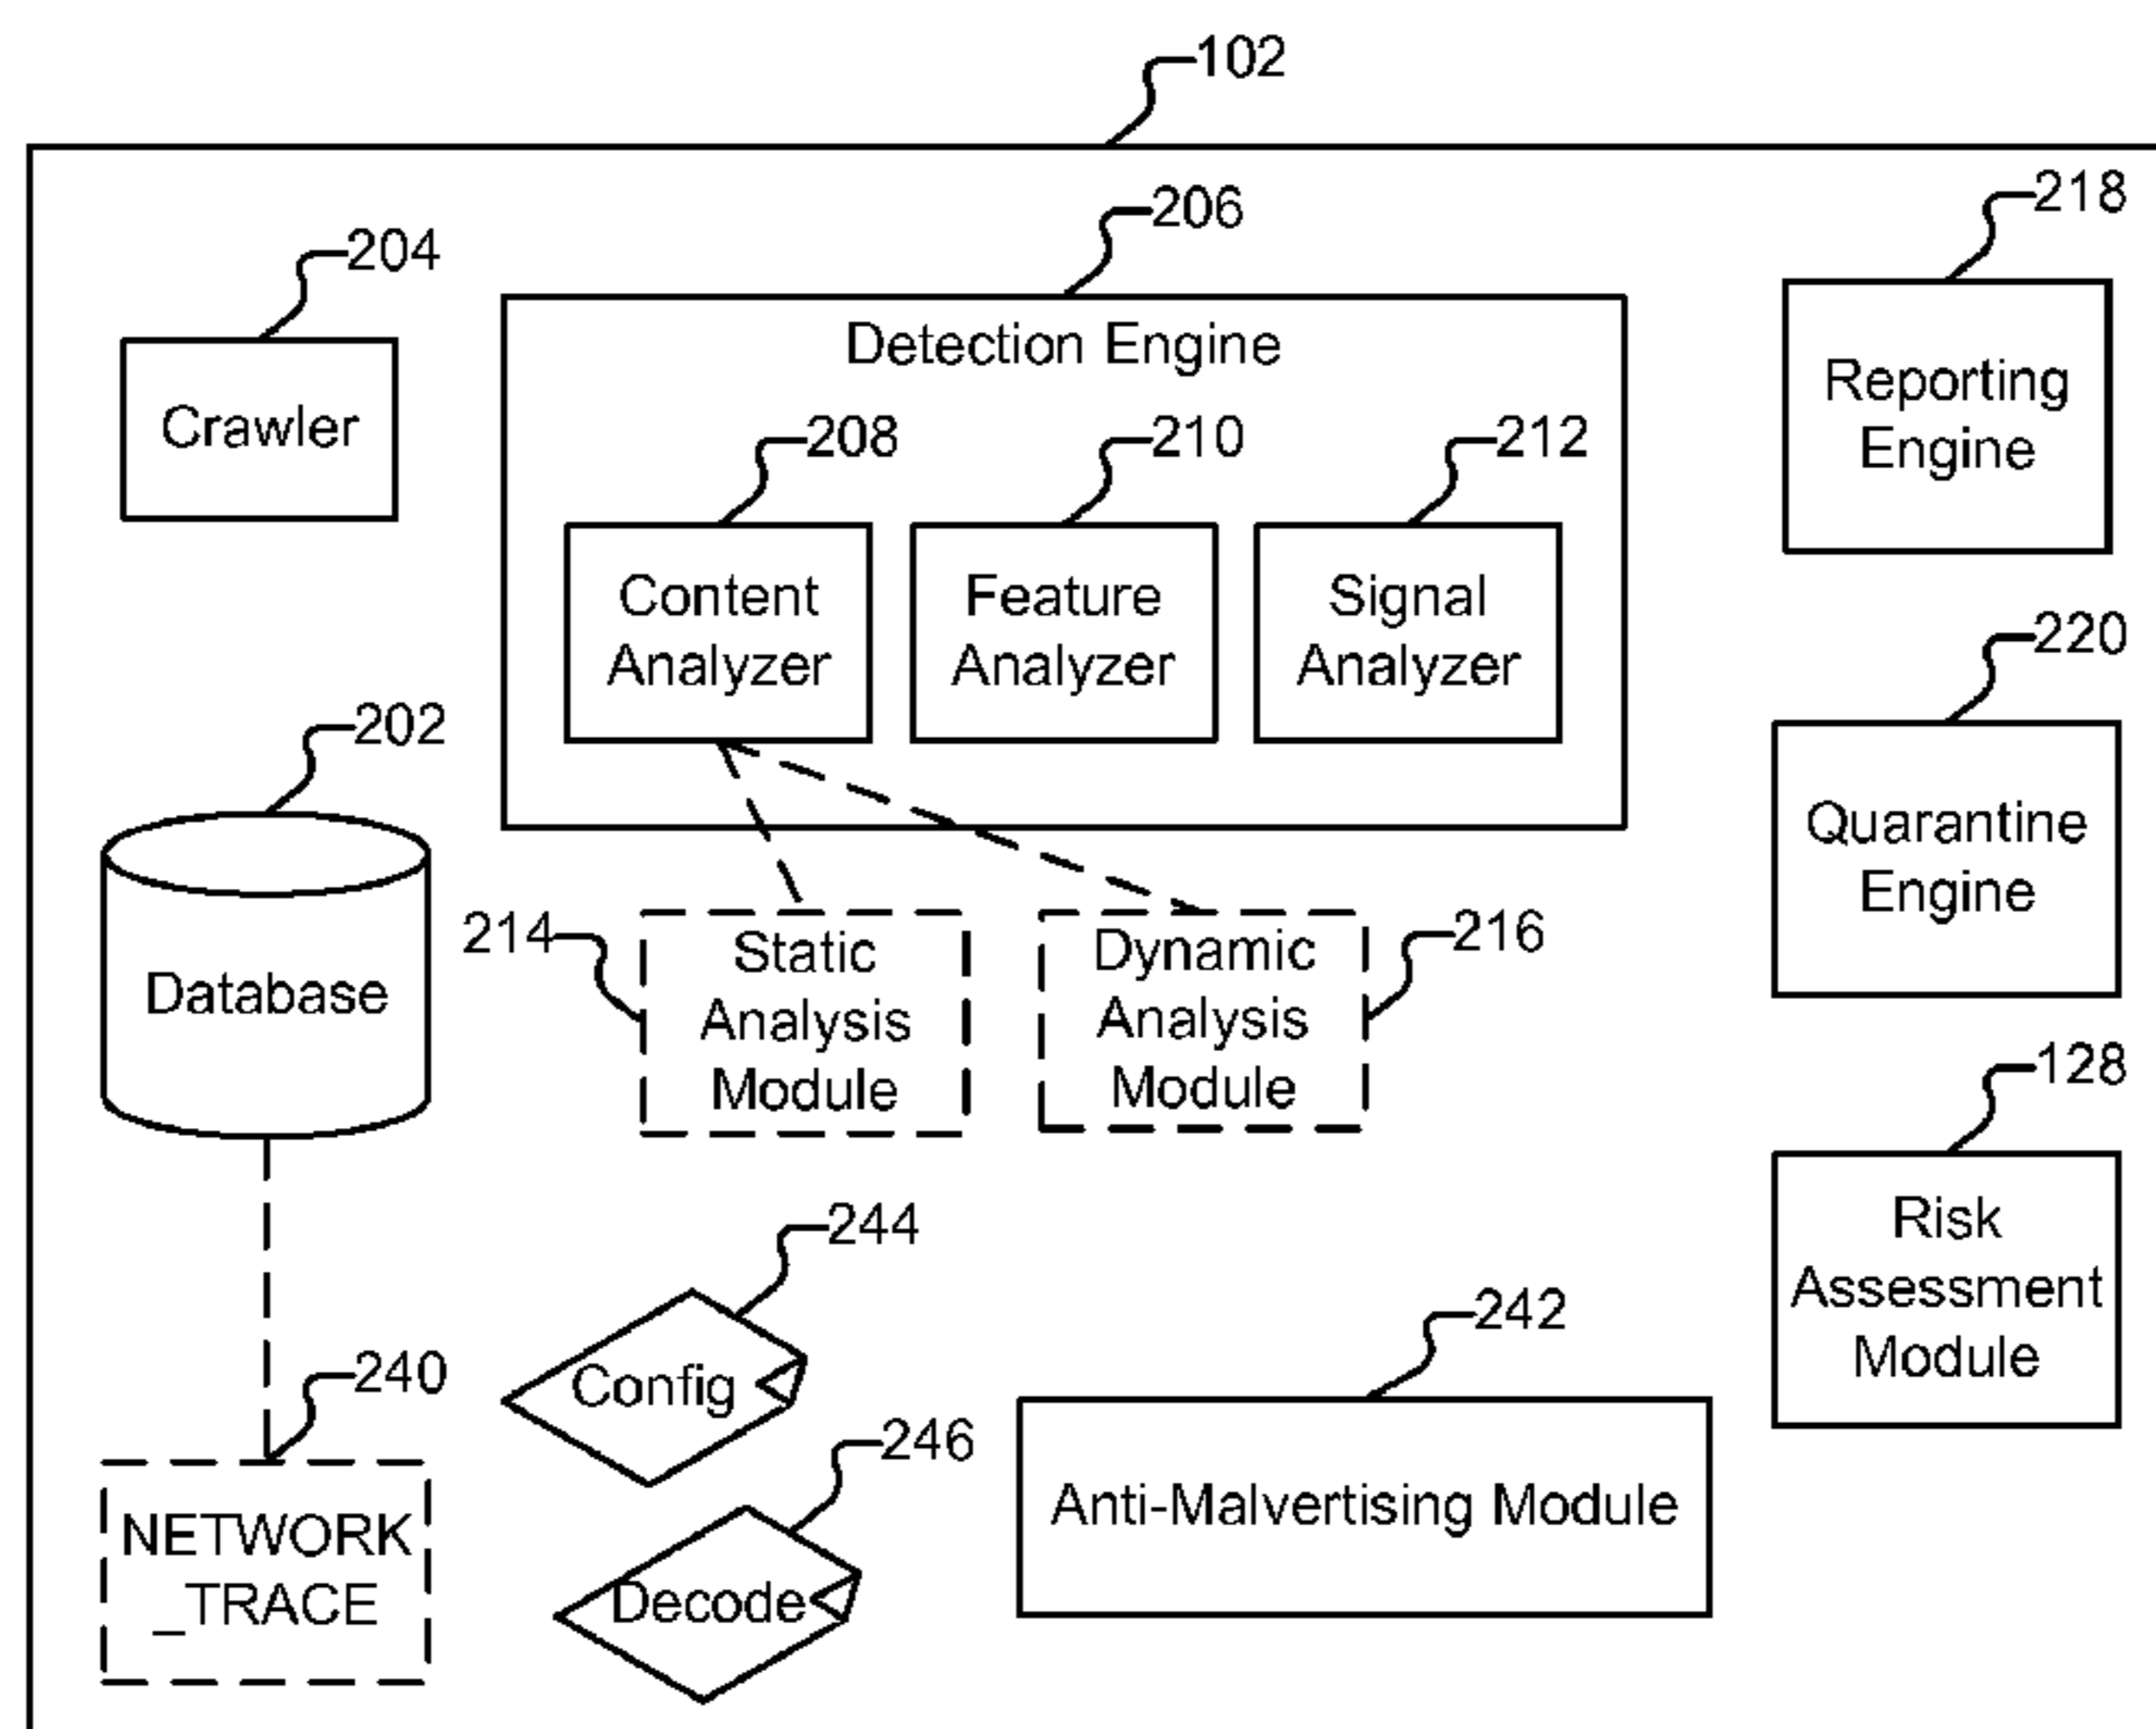 102
206
218
204
Detection Engine
Crawler
Reporting
Engine
208
210
212
Content
Analyzer
Feature
Analyzer
Signal
Analyzer
220
Quarantine
Engine
202
Database
214
Static
Analysis
Module
Dynamic
Analysis
Module
216
128
Risk
Assessment
Module
244
Config
242
240
246
Decode
Anti-Malvertising Module
NETWORK
_TRACE